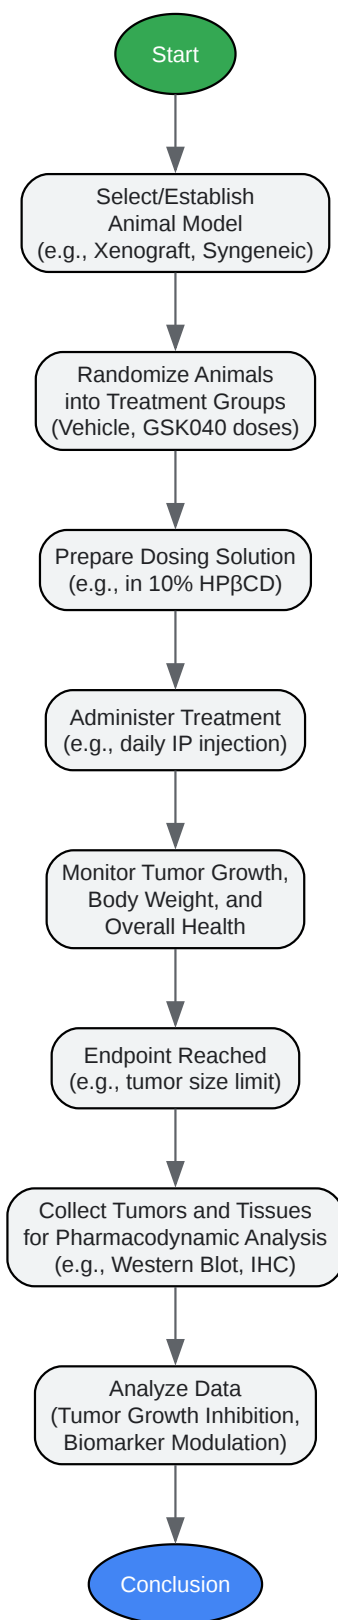 Start
Select/Establish
Animal Model
(e.g., Xenograft, Syngeneic)
Randomize Animals
into Treatment Groups
(Vehicle, GSK040 doses)
Prepare Dosing Solution
(e.g., in 10% HPβCD)
Administer Treatment
(e.g., daily IP injection)
Monitor Tumor Growth,
Body Weight, and
Overall Health
Endpoint Reached
(e.g., tumor size limit)
Collect Tumors and Tissues
for Pharmacodynamic Analysis
(e.g., Western Blot, IHC)
Analyze Data
(Tumor Growth Inhibition,
Biomarker Modulation)
Conclusion